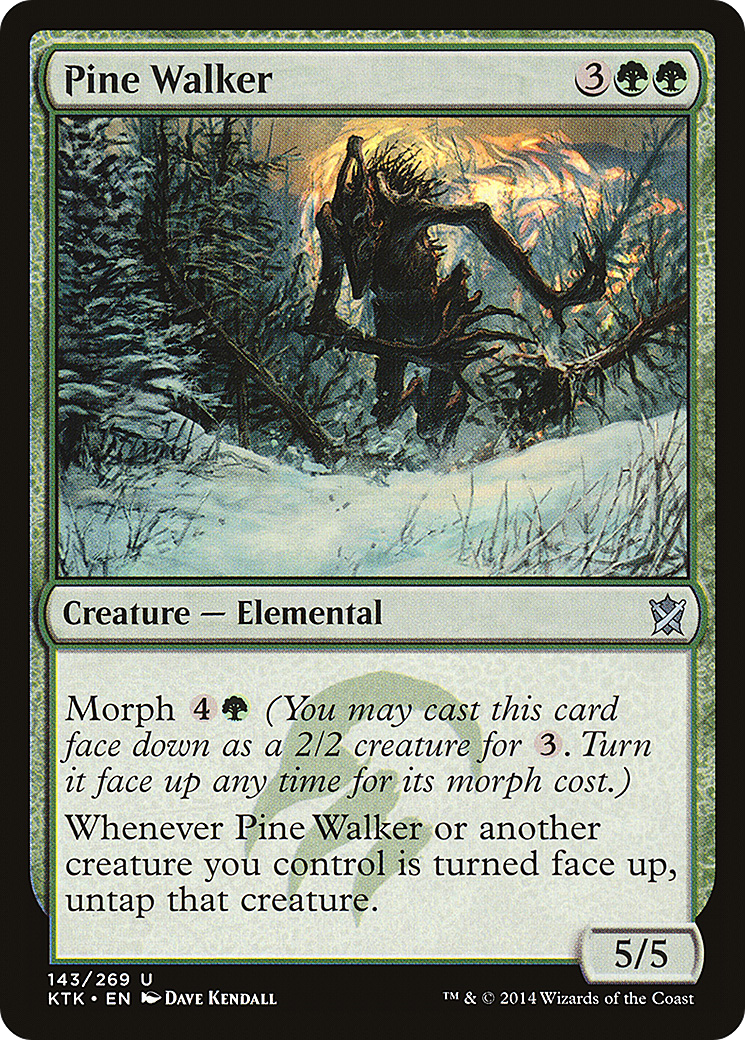 Pine Walker 3
Creature — Elemental
Morph 4 (You may cast this card
face down as a 2/2 creature for 3. Turn
it face up any time for its morph cost.)
Whenever Pine Walker or another
creature you control is turned face up,
untap that creature.
5/5
143/269 U
KTK • EN Dave Kendall
™ & © 2014 Wizards of the Coast